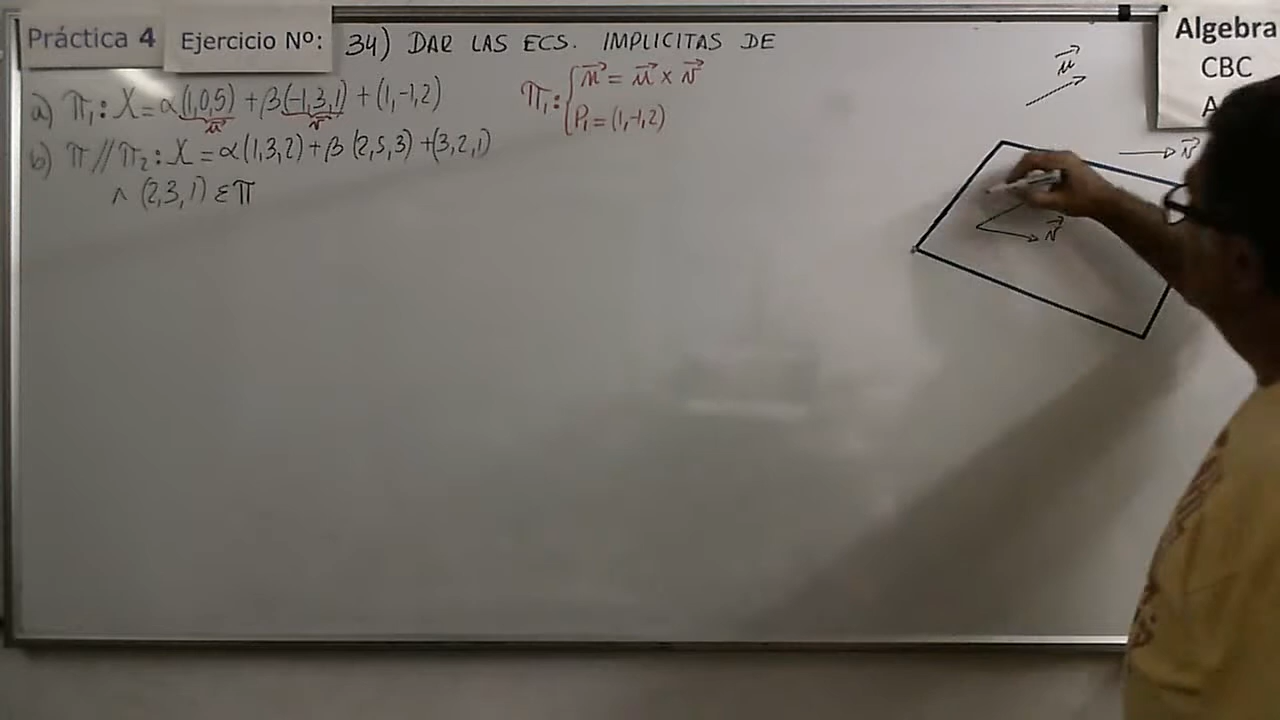 Práctica 4
Ejercicio Nº:
34) DAR LAS ECS. IMPLICITAS DE
a) π₁: X = α(1,0,5) + β(-1,3,1) + (1,-1,2)
u⃗ v⃗
b) π // π₂: X = α(1,3,2) + β(2,5,3) + (3,2,1)
∧ (2,3,1) ε π
π₁: { n⃗ = u⃗ x v⃗
P₁ = (1,-1,2)
u⃗
v⃗
v⃗
Algebra
CBC